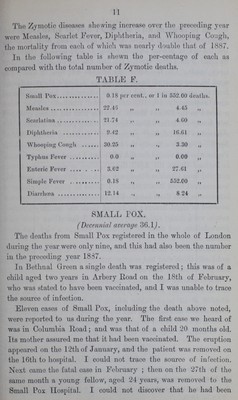 11
The Zymotic diseases shewing increase over the preceding year
were Measles, Scarlet Fever, Diphtheria, and Whooping Cough,
the mortality from each of which was nearly double that of 1887.
In the following table is shewn the per-centage of each as
compared with the total number of Zymotic deaths.
TABLE F.
Small Pox............... 0.18 per cent., or 1 in 552.00 deaths.
Measles .................. 22.45 „ „ 4.45 „
Scarlatina ............... 21.74 „ „ 4.60 „
Diphtheria ............... 9.42 „ „ 16.61 „
Whooping Cough ...... 30.25 „ „ 3.30 „
Typhus Fever ............ 0.0 „ „ 0.00 „
Enteric Fever ............ 3.62 „ „ 27.61 „
Simple Fever ............ 0.18 „ „ 552.00 „
Diarrhœa ............... 12.14 „ „ 8 24 „
SMALL POX.
(Decennial average 36.1).
The deaths from Small Pox registered in the whole of London
during the year were only nine, and this had also been the number
in the preceding year 1887.
In Bethnal Green a single death was registered; this was of a
child aged two years in Arbery Road on the 18th of February,
who was stated to have been vaccinated, and I was unable to trace
the source of infection.
Eleven cases of Small Pox, including the death above noted,
were reported to us during the year. The first case we heard of
was in Columbia Road; and was that of a child 20 months old.
Its mother assured me that it had been vaccinated. The eruption
appeared on the 12th of January, and the patient was removed on
the 16th to hospital. I could not trace the source of infection.
Next came the fatal case in February; then on the 27th of the
same month a young fellow, aged 24 years, was removed to the
Small Pox Hospital. I could not discover that he had been